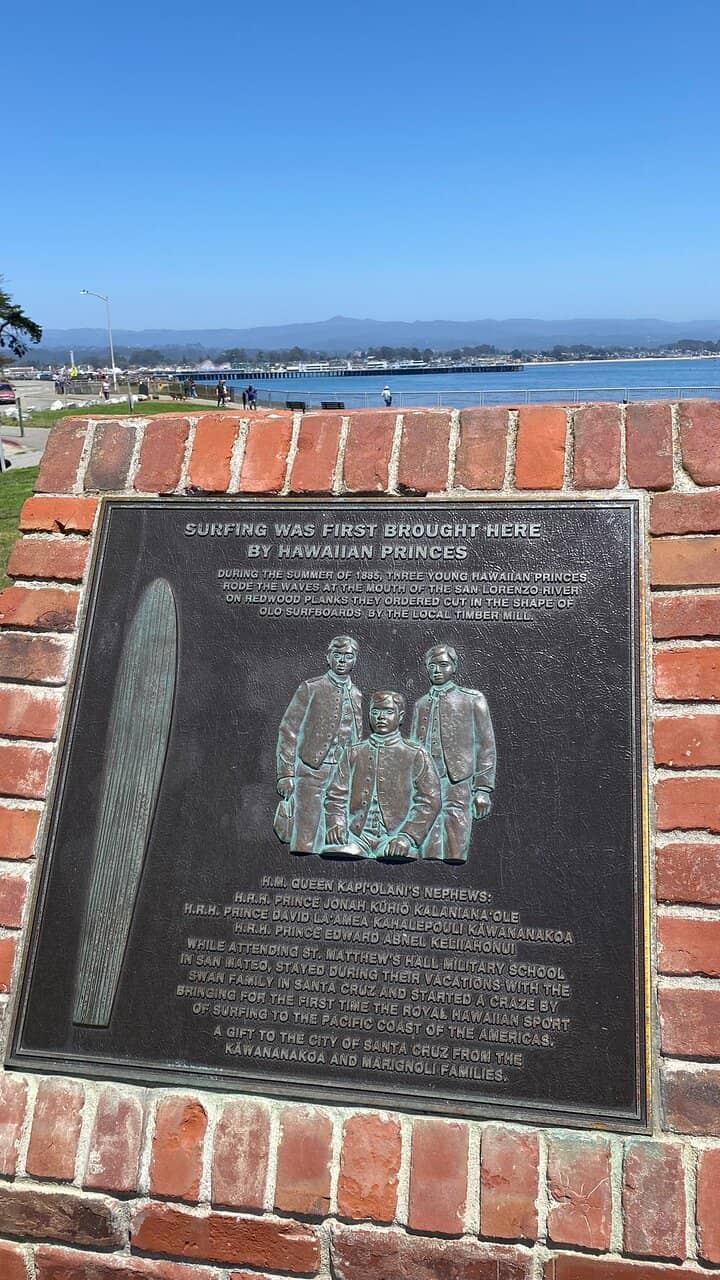 SURFING WAS FIRST BROUGHT HERE
BY HAWAIIAN PRINCES
DURING THE SUMMER OF 1885, THREE YOUNG HAWAIIAN PRINCES
RODE THE WAVES AT THE MOUTH OF THE SAN LORENZO RIVER
ON REDWOOD PLANKS THEY ORDERED CUT IN THE SHAPE OF
OLO SURFBOARDS BY THE LOCAL TIMBER MILL.
H.M. QUEEN KAPI'OLANI'S NEPHEWS:
H.R.H. PRINCE JONAH KŪHIŌ KALANIANA'OLE
H.R.H. PRINCE DAVID LA'AMEA KAHALEPOULI KĀWANANAKOA
H.R.H. PRINCE EDWARD ABNEL KELIIAHONUI
WHILE ATTENDING ST. MATTHEW'S HALL MILITARY SCHOOL
IN SAN MATEO, STAYED DURING THEIR VACATIONS WITH THE
SWAN FAMILY IN SANTA CRUZ AND STARTED A CRAZE BY
BRINGING FOR THE FIRST TIME THE ROYAL HAWAIIAN SPORT
OF SURFING TO THE PACIFIC COAST OF THE AMERICAS.
A GIFT TO THE CITY OF SANTA CRUZ FROM THE
KĀWANANAKOA AND MARIGNOLI FAMILIES.